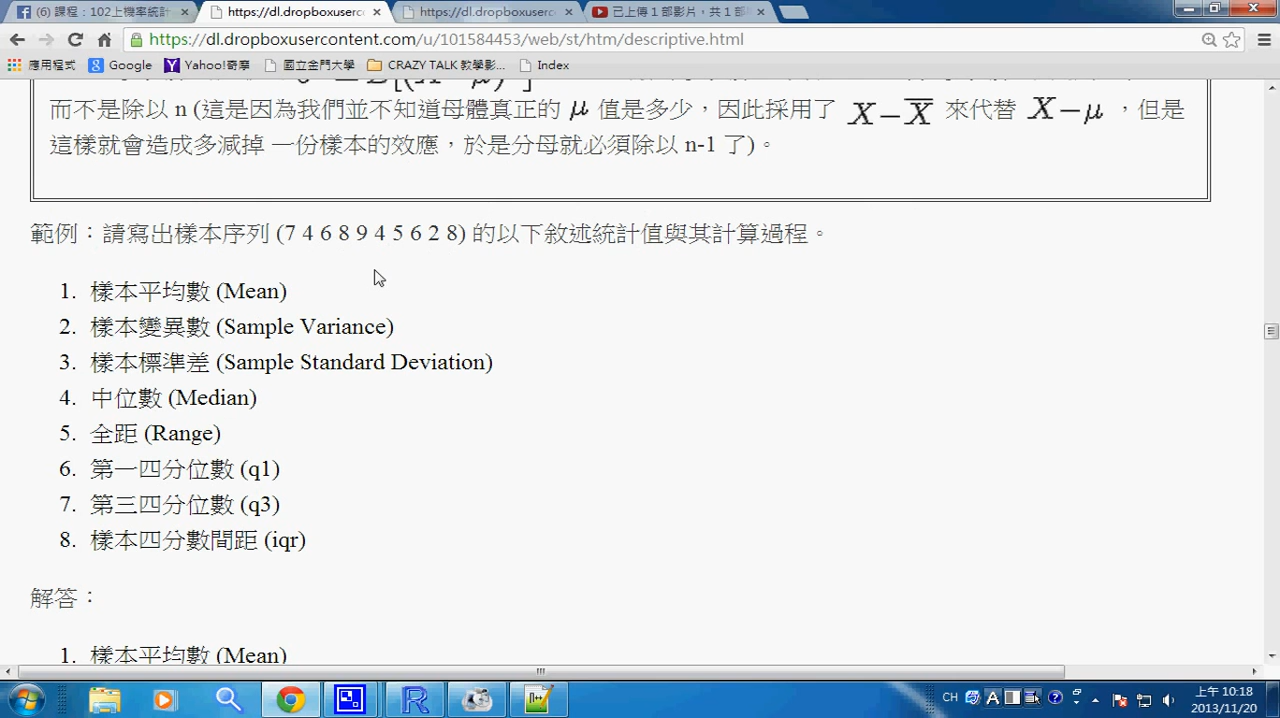 (6) 課程：102上機率統計
https://dl.dropboxuserc
https://dl.dropboxuserc
已上傳 1 部影片，共 1 部
https://dl.dropboxusercontent.com/u/101584453/web/st/htm/descriptive.html
應用程式 Google Yahoo!奇摩 國立金門大學 CRAZY TALK 教學影... Index
而不是除以 n (這是因為我們並不知道母體真正的 μ 值是多少，因此採用了 X−X̅ 來代替 X−μ ，但是
這樣就會造成多減掉 一份樣本的效應，於是分母就必須除以 n-1 了)。
範例：請寫出樣本序列 (7 4 6 8 9 4 5 6 2 8) 的以下敘述統計值與其計算過程。
1. 樣本平均數 (Mean)
2. 樣本變異數 (Sample Variance)
3. 樣本標準差 (Sample Standard Deviation)
4. 中位數 (Median)
5. 全距 (Range)
6. 第一四分位數 (q1)
7. 第三四分位數 (q3)
8. 樣本四分數間距 (iqr)
解答：
1. 樣本平均數 (Mean)
CH
上午 10:18
2013/11/20